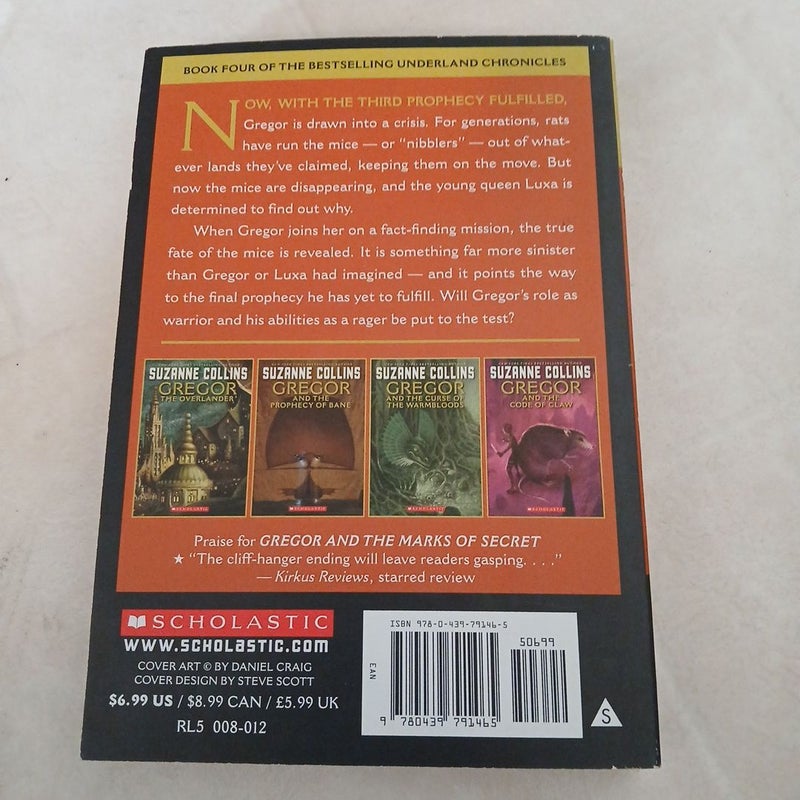 BOOK FOUR OF THE BESTSELLING UNDERLAND CHRONICLES
NOW, WITH THE THIRD PROPHECY FULFILLED,
Gregor is drawn into a crisis. For generations, rats
have run the mice — or "nibblers" — out of what-
ever lands they've claimed, keeping them on the move. But
now the mice are disappearing, and the young queen Luxa is
determined to find out why.
When Gregor joins her on a fact-finding mission, the true
fate of the mice is revealed. It is something far more sinister
than Gregor or Luxa had imagined — and it points the way
to the final prophecy he has yet to fulfill. Will Gregor's role as
warrior and his abilities as a rager be put to the test?
SUZANNE COLLINS
GREGOR
THE OVERLANDER
SCHOLASTIC
SUZANNE COLLINS
GREGOR
AND THE
PROPHECY OF BANE
SCHOLASTIC
SUZANNE COLLINS
GREGOR
AND THE CURSE OF
THE WARMBLOODS
SCHOLASTIC
SUZANNE COLLINS
GREGOR
AND THE
CODE OF CLAW
SCHOLASTIC
Praise for GREGOR AND THE MARKS OF SECRET
★ "The cliff-hanger ending will leave readers gasping. . . ."
— Kirkus Reviews, starred review
SCHOLASTIC
www.scholastic.com
COVER ART © BY DANIEL CRAIG
COVER DESIGN BY STEVE SCOTT
$6.99 US / $8.99 CAN / £5.99 UK
RL5 008-012
ISBN 978-0-439-79146-5
50699
EAN
9 780439 791465
S